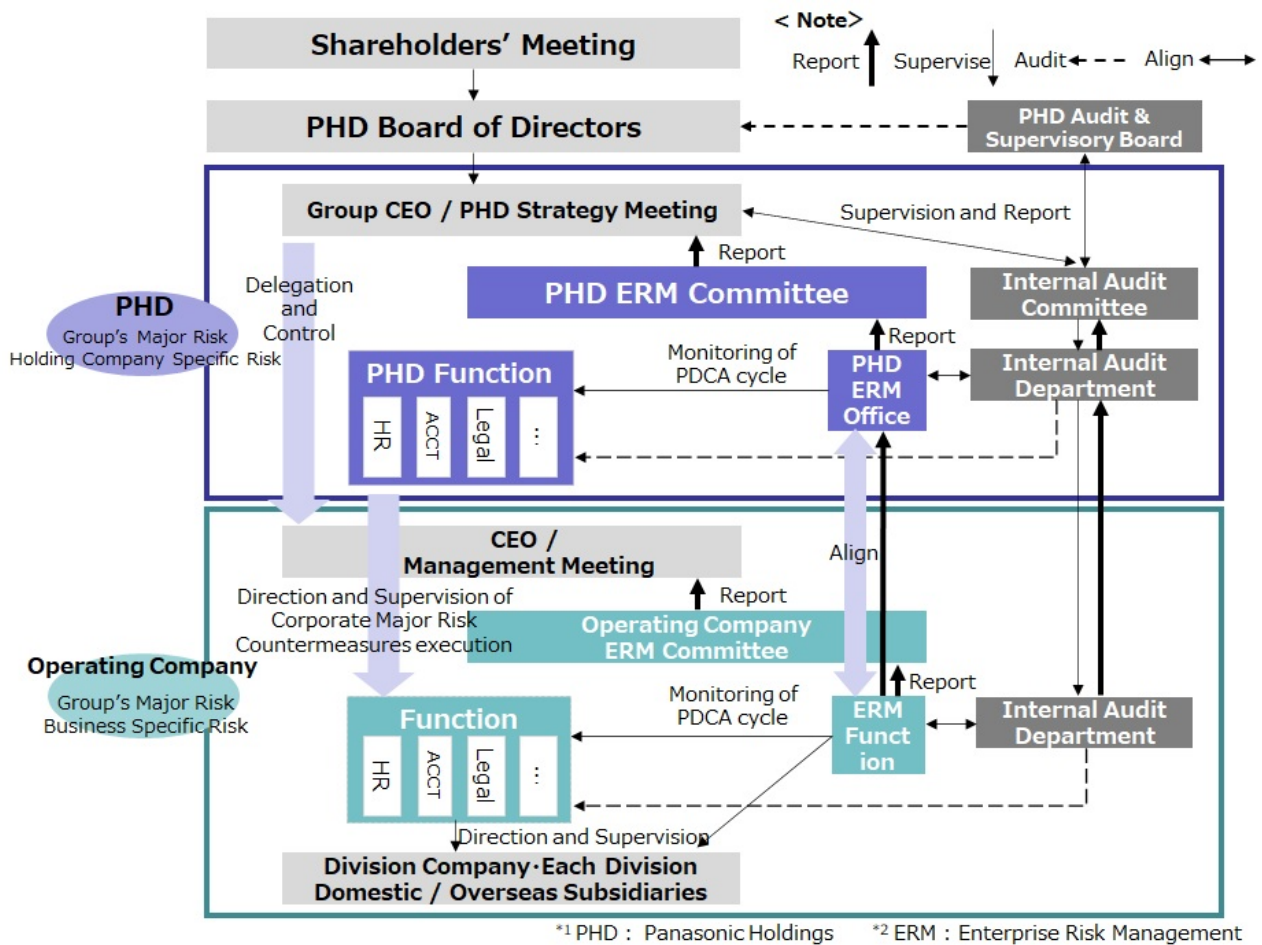 < Note>
Report
Supervise
Audit
Align
Shareholders’ Meeting
PHD Board of Directors
PHD Audit &
Supervisory Board
Group CEO / PHD Strategy Meeting
Supervision and Report
Report
Delegation
and
Control
PHD ERM Committee
Internal Audit
Committee
PHD
Group’s Major Risk
Holding Company Specific Risk
Report
PHD Function
HR
ACCT
Legal
…
Monitoring of
PDCA cycle
PHD
ERM
Office
Internal Audit
Department
CEO /
Management Meeting
Align
Direction and Supervision of
Corporate Major Risk
Countermeasures execution
Report
Operating Company
ERM Committee
Operating Company
Group’s Major Risk
Business Specific Risk
Report
Function
HR
ACCT
Legal
…
Monitoring of
PDCA cycle
ERM
Funct
ion
Internal Audit
Department
Direction and Supervision
Division Company・Each Division
Domestic / Overseas Subsidiaries
*1 PHD : Panasonic Holdings
*2 ERM : Enterprise Risk Management